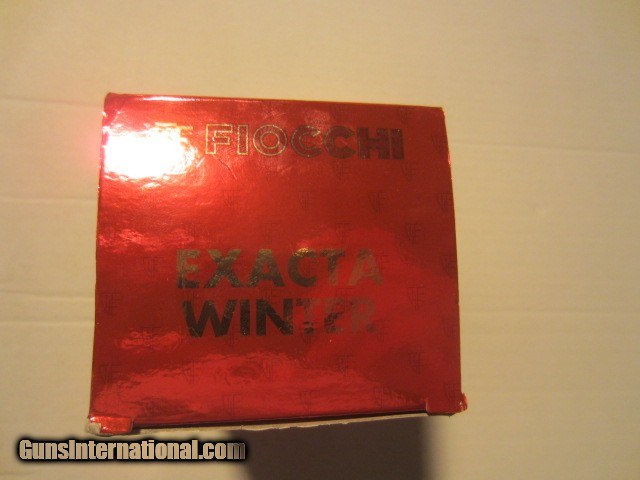 FIOCCHI
EXACTA
WINTER
GunsInternational.com